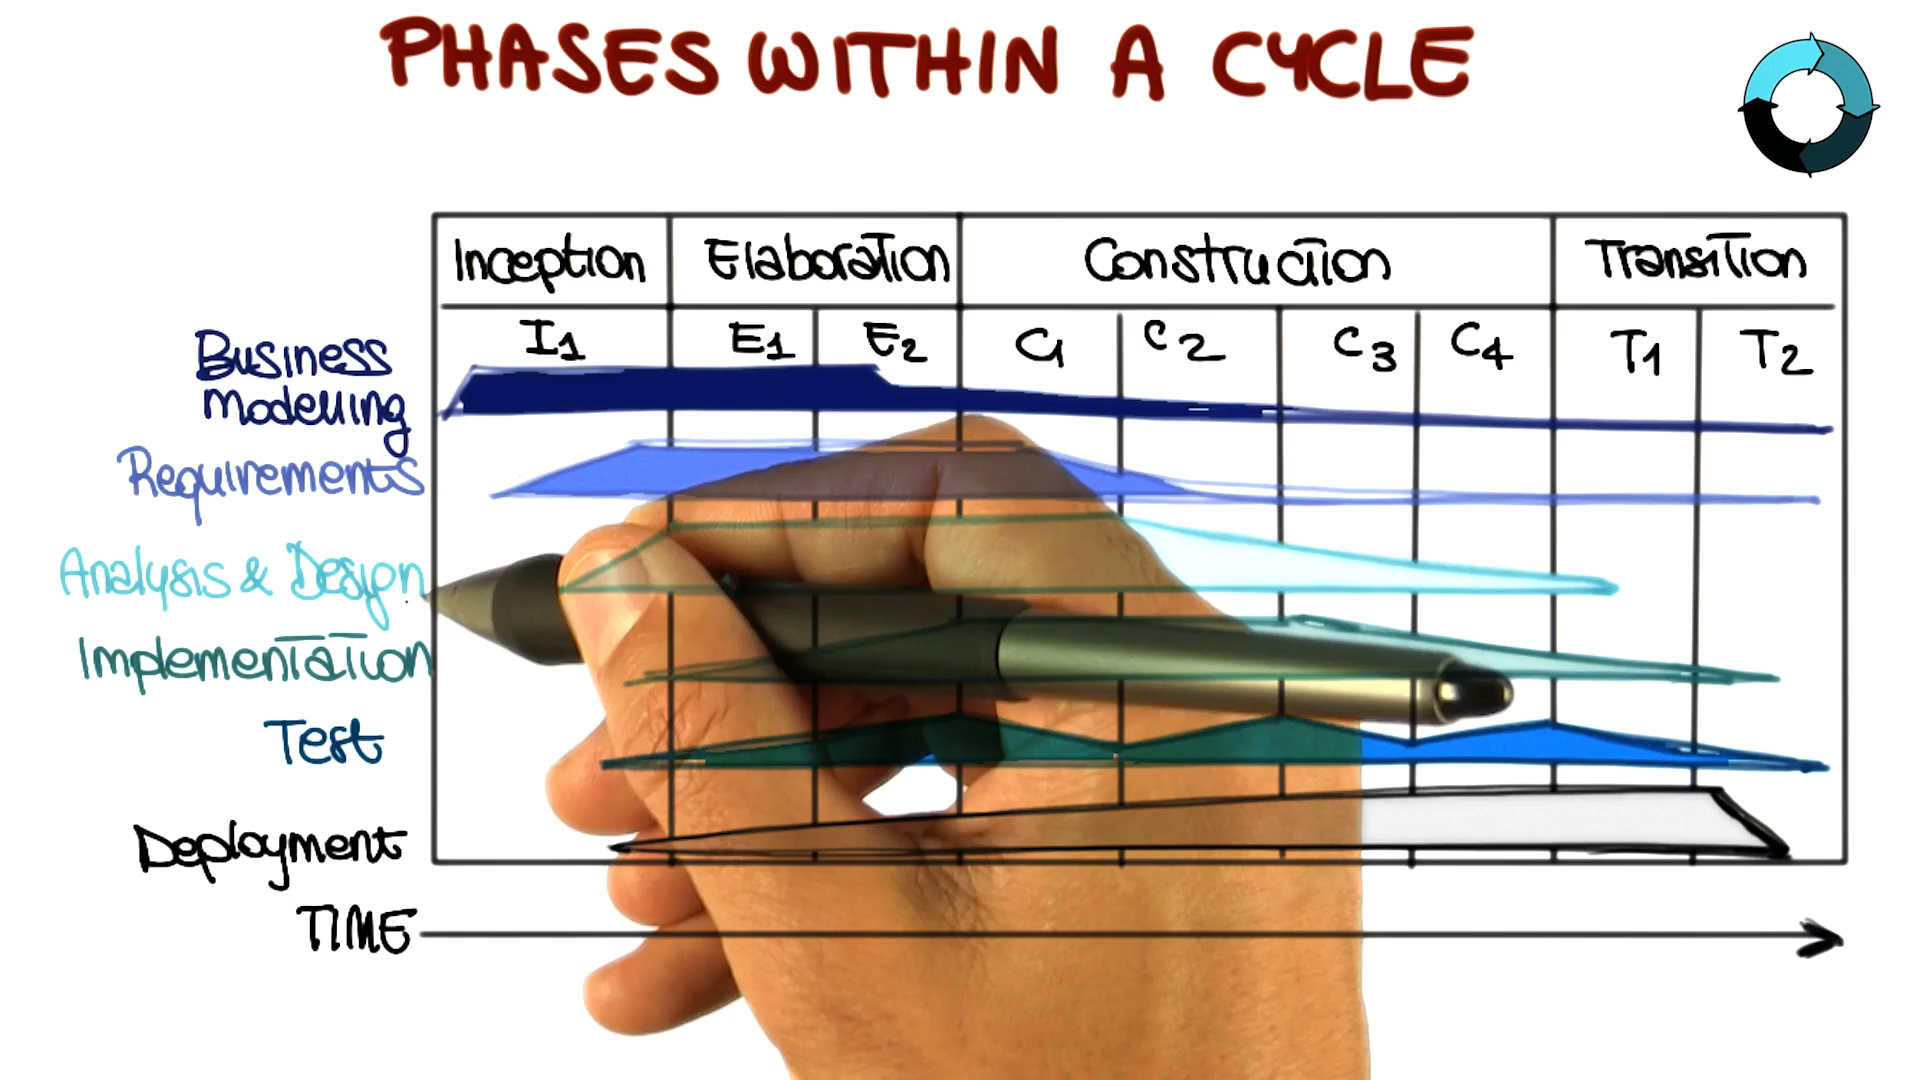 PHASES WITHIN A CYCLE
Inception Elaboration Construction Transition
I1 E1 E2 C1 C2 C3 C4 T1 T2
Business
Modelling
Requirements
Analysis & Design
Implementation
Test
Deployment
TIME